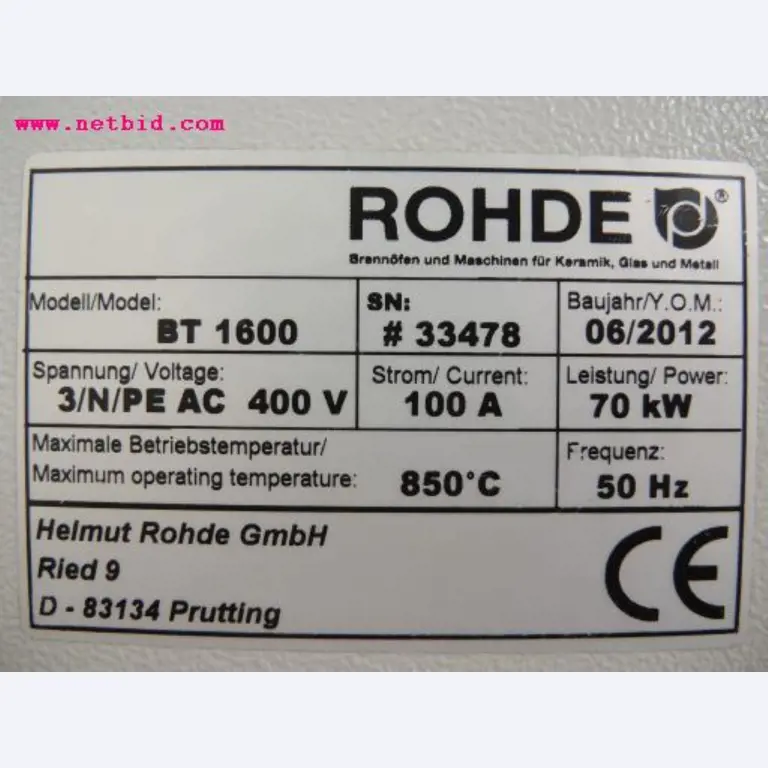 www.netbid.com
ROHDE ®
Brennöfen und Maschinen für Keramik, Glas und Metall
Modell/Model: SN: Baujahr/Y.O.M.:
BT 1600 # 33478 06/2012
Spannung/ Voltage: Strom/ Current: Leistung/ Power:
3/N/PE AC 400 V 100 A 70 kW
Maximale Betriebstemperatur/ Frequenz:
Maximum operating temperature: 850°C 50 Hz
Helmut Rohde GmbH
Ried 9
D - 83134 Prutting
CE